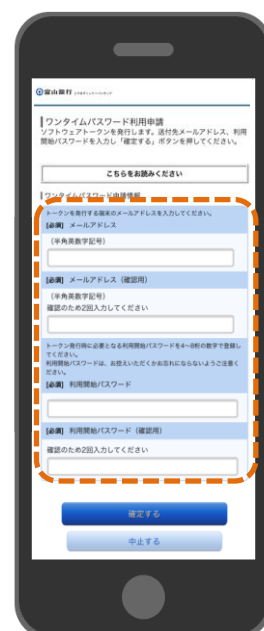 富山銀行
ワンタイムパスワード利用申請
ソフトウェアトークンを発行します。送付先メールアドレス、利用
開始パスワードを入力し「確定する」ボタンを押してください。
こちらをお読みください
ワンタイムパスワード申請情報
トークンを発行する端末のメールアドレスを入力してください。
[必須] メールアドレス
(半角英数字記号)
[必須] メールアドレス(確認用)
(半角英数字記号)
確認のため2回入力してください
トークン発行時に必要となる利用開始パスワードを4~8桁の数字で登録し
てください。
利用開始パスワードは、お控えいただくかお忘れにならないようご注意く
ださい。
[必須] 利用開始パスワード
[必須] 利用開始パスワード(確認用)
確認のため2回入力してください
確定する
中止する